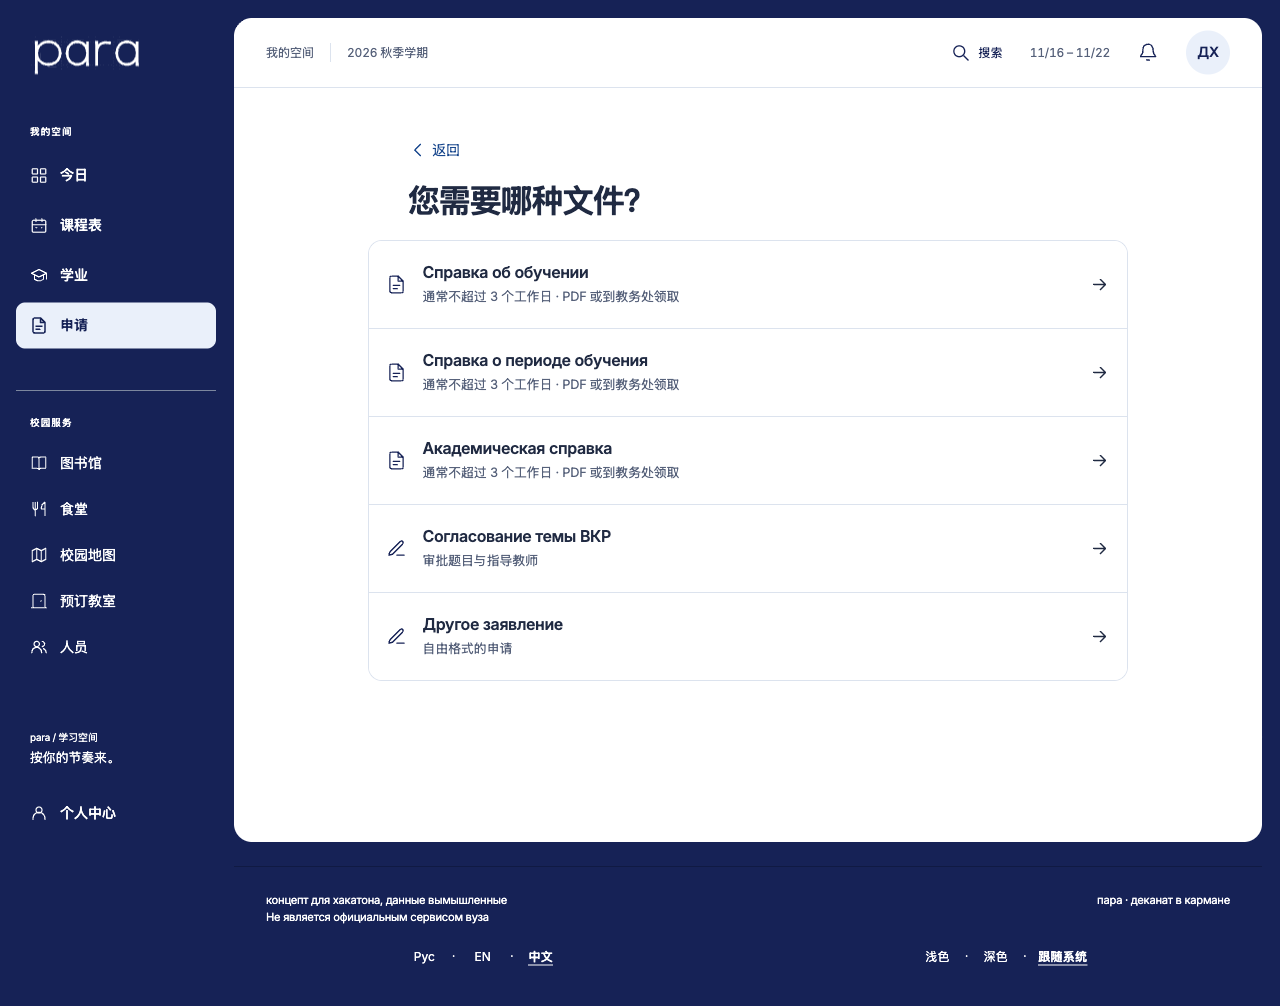 para
我的空间
今日
课程表
学业
申请
校园服务
图书馆
食堂
校园地图
预订教室
人员
para / 学习空间
按你的节奏来。
个人中心
我的空间 2026 秋季学期 搜索 11/16 – 11/22 ДХ
返回
您需要哪种文件?
Справка об обучении
通常不超过 3 个工作日 · PDF 或到教务处领取
Справка о периоде обучения
通常不超过 3 个工作日 · PDF 或到教务处领取
Академическая справка
通常不超过 3 个工作日 · PDF 或到教务处领取
Согласование темы ВКР
审批题目与指导教师
Другое заявление
自由格式的申请
концепт для хакатона, данные вымышленные
Не является официальным сервисом вуза
пара · деканат в кармане
Рус · EN · 中文
浅色 · 深色 · 跟随系统